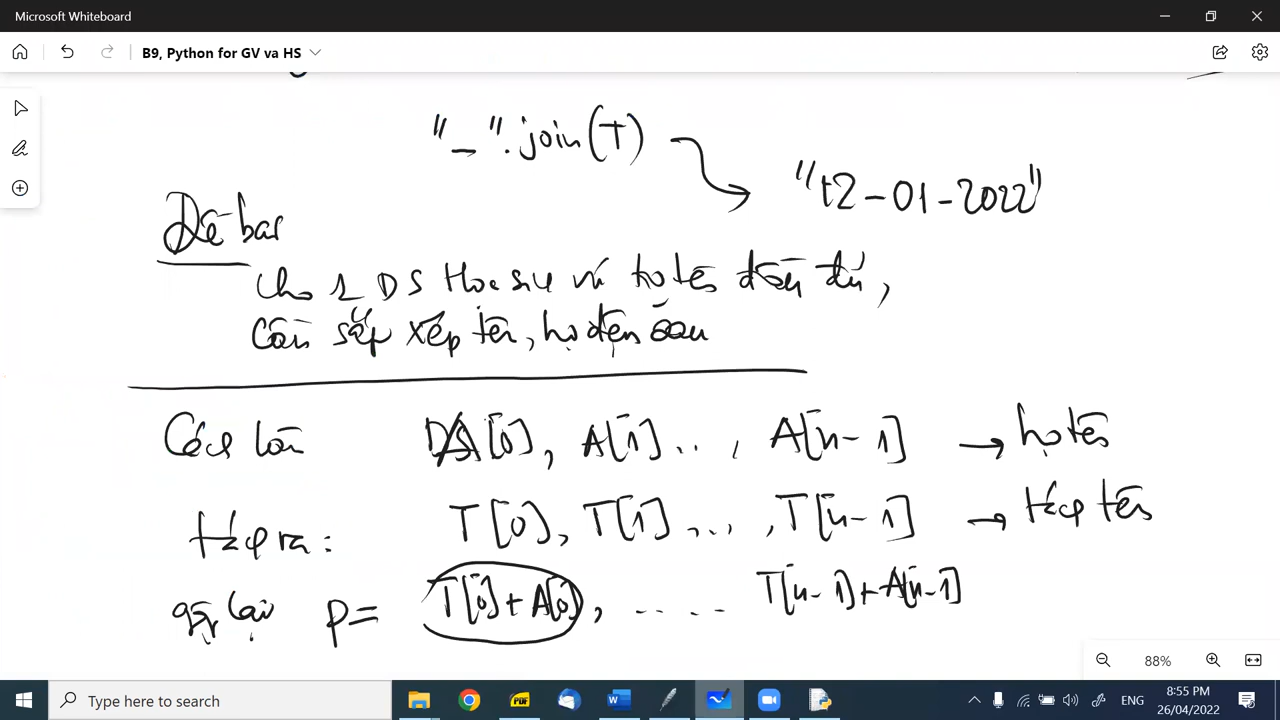 Microsoft Whiteboard
B9, Python for GV va HS
"_".join(T)
"12-01-2022"
Đề bài
Cho 1 DS Học sinh với họ tên đầy đủ,
Cần sắp xếp tên, họ đệm sau
Cách làm A[0], A[1].., A[n-1] → họ tên
tách ra: T[0], T[1]..., T[n-1] → tách tên
gộp lại P= T[0]+A[0], ..... T[n-1]+A[n-1]
88%
Type here to search
PDF
ENG
8:55 PM
26/04/2022